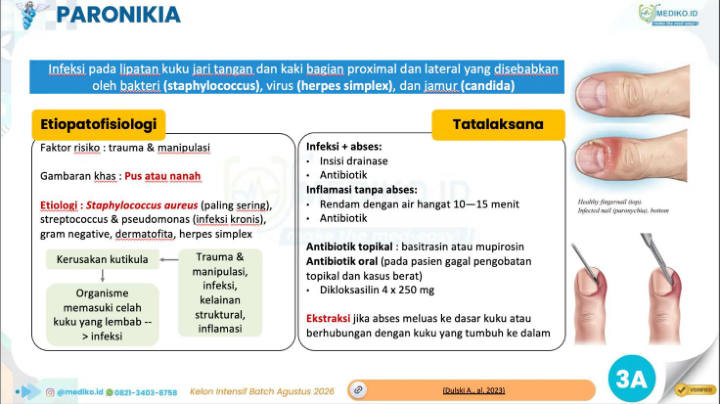 PARONIKIA
MEDIKO.ID
Infeksi pada lipatan kuku jari tangan dan kaki bagian proximal dan lateral yang disebabkan
oleh bakteri (staphylococcus), virus (herpes simplex), dan jamur (candida)
Etiopatofisiologi
Faktor risiko : trauma & manipulasi
Gambaran khas : Pus atau nanah
Etiologi : Staphylococcus aureus (paling sering),
streptococcus & pseudomonas (infeksi kronis),
gram negative, dermatofita, herpes simplex
Kerusakan kutikula
Trauma &
manipulasi,
infeksi,
kelainan
struktural,
inflamasi
Organisme
memasuki celah
kuku yang lembab --
> infeksi
Tatalaksana
Infeksi + abses:
• Insisi drainase
• Antibiotik
Inflamasi tanpa abses:
• Rendam dengan air hangat 10—15 menit
• Antibiotik
Antibiotik topikal : basitrasin atau mupirosin
Antibiotik oral (pada pasien gagal pengobatan
topikal dan kasus berat)
• Dikloksasilin 4 x 250 mg
Ekstraksi jika abses meluas ke dasar kuku atau
berhubungan dengan kuku yang tumbuh ke dalam
Healthy fingernail (top).
Infected nail (paronychia), bottom
@mediko.id 0821-3403-6758
Kelon Intensif Batch Agustus 2026
(Dulski A., al, 2023)
3A
VERIFIED